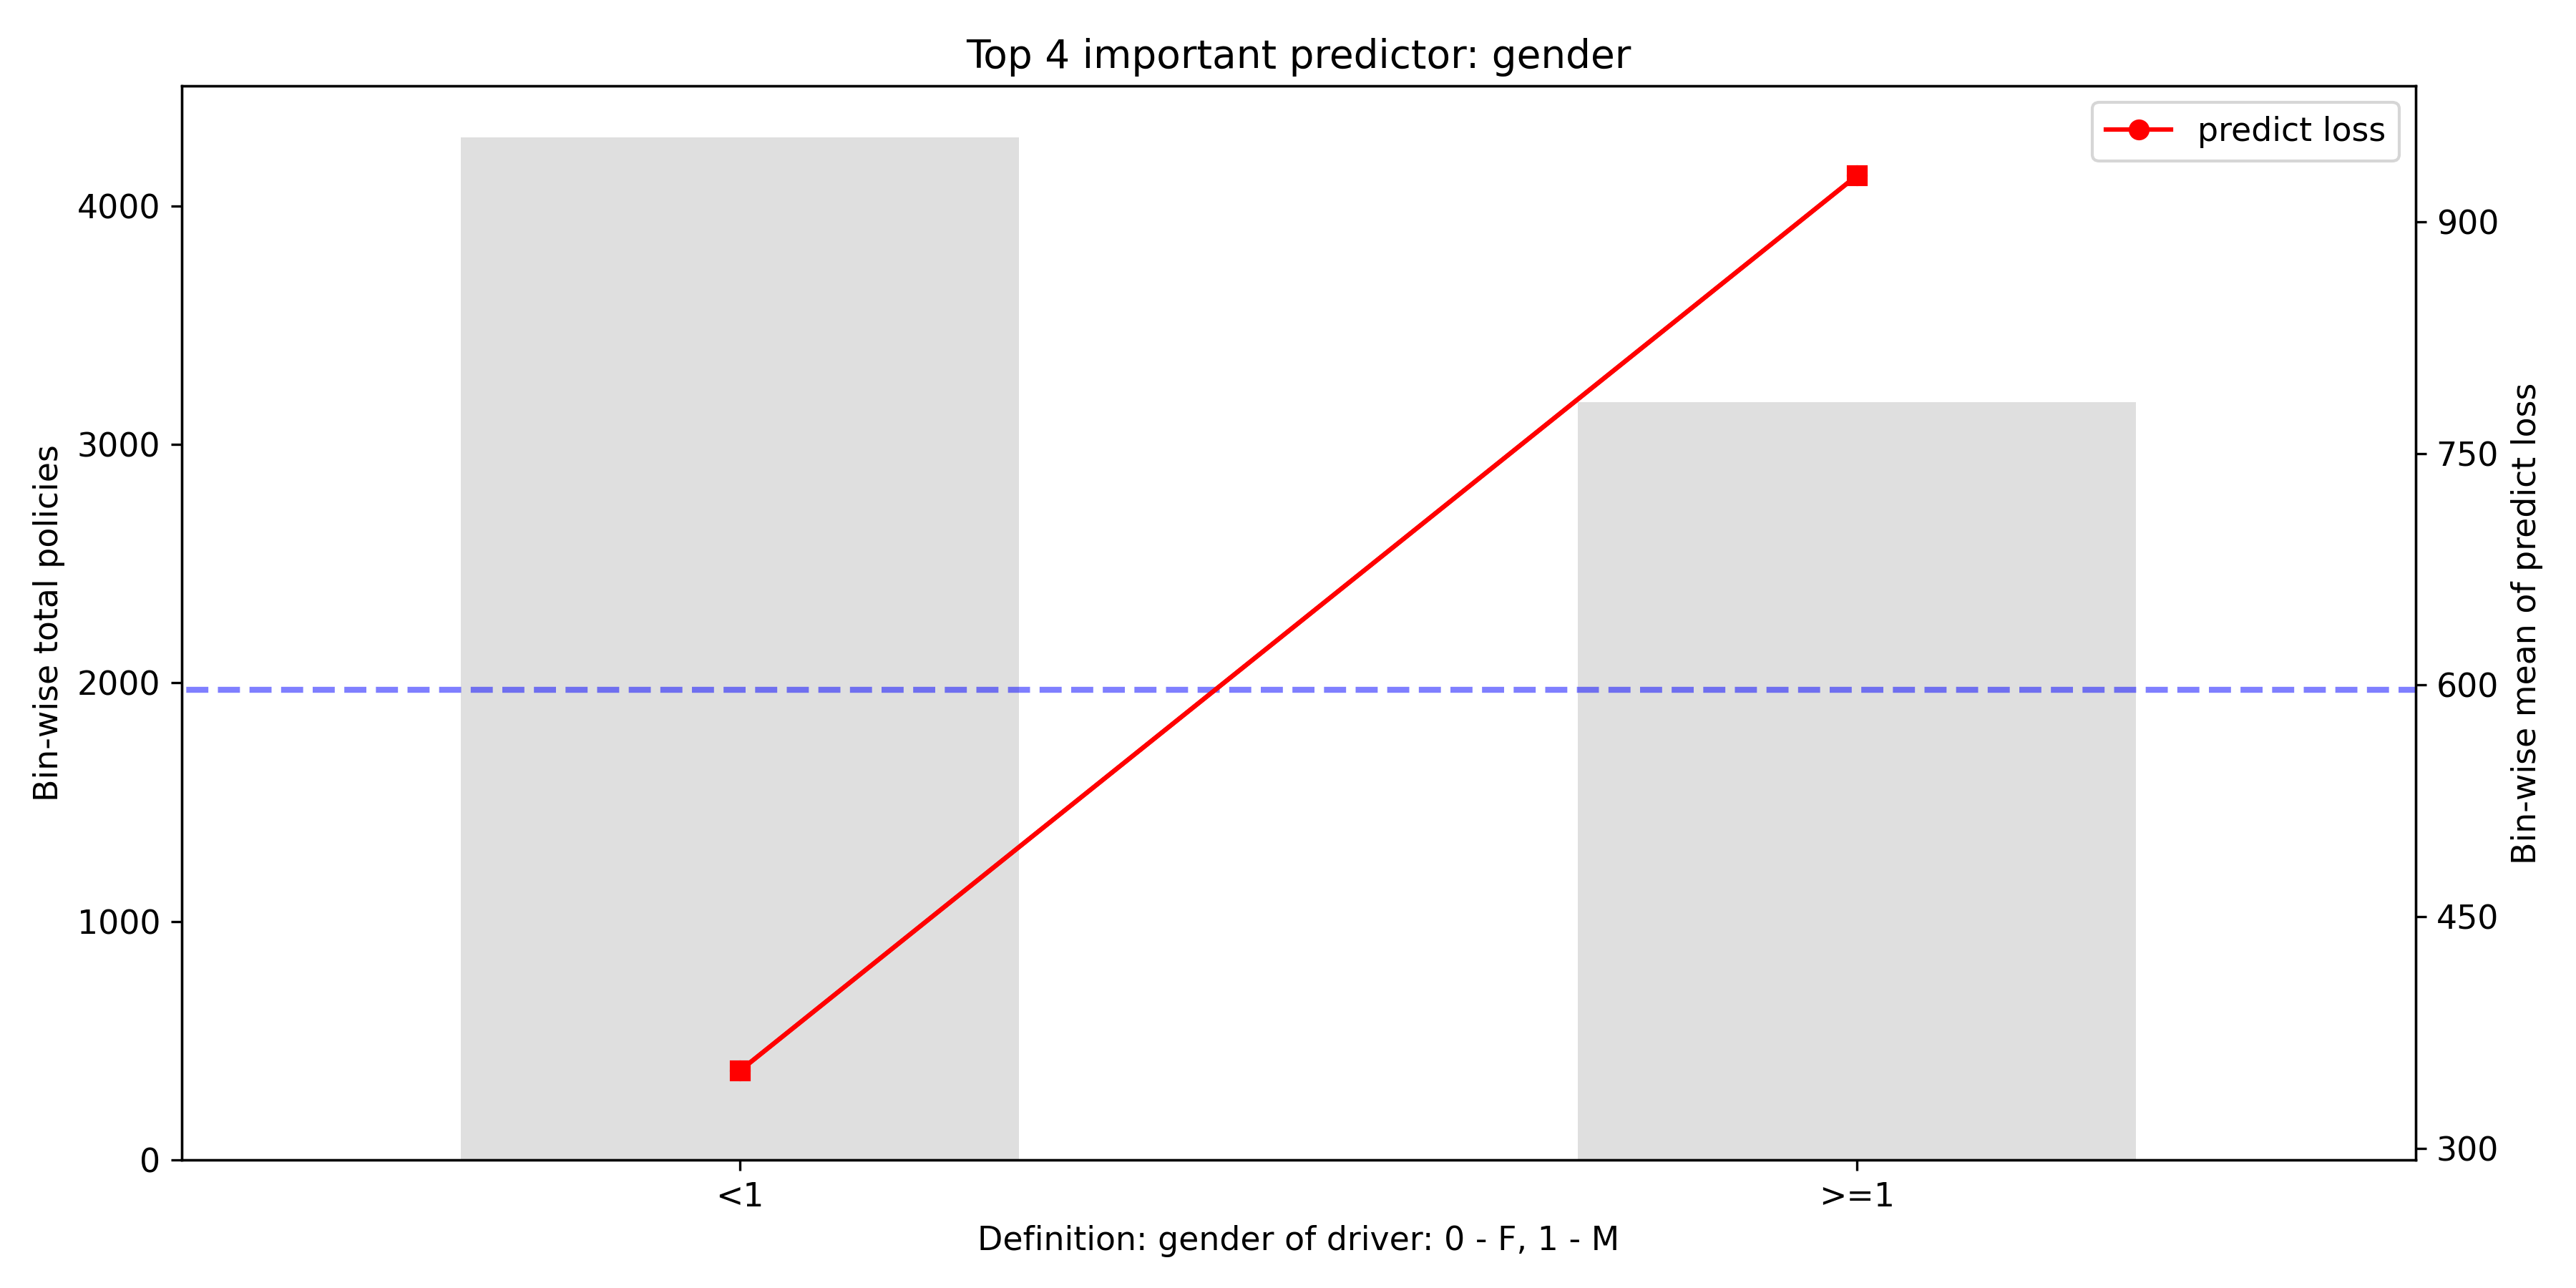 Top 4 important predictor: gender
predict loss
Bin-wise total policies
4000
3000
2000
1000
0
900
750
600
450
300
Bin-wise mean of predict loss
<1
>=1
Definition: gender of driver: 0 - F, 1 - M